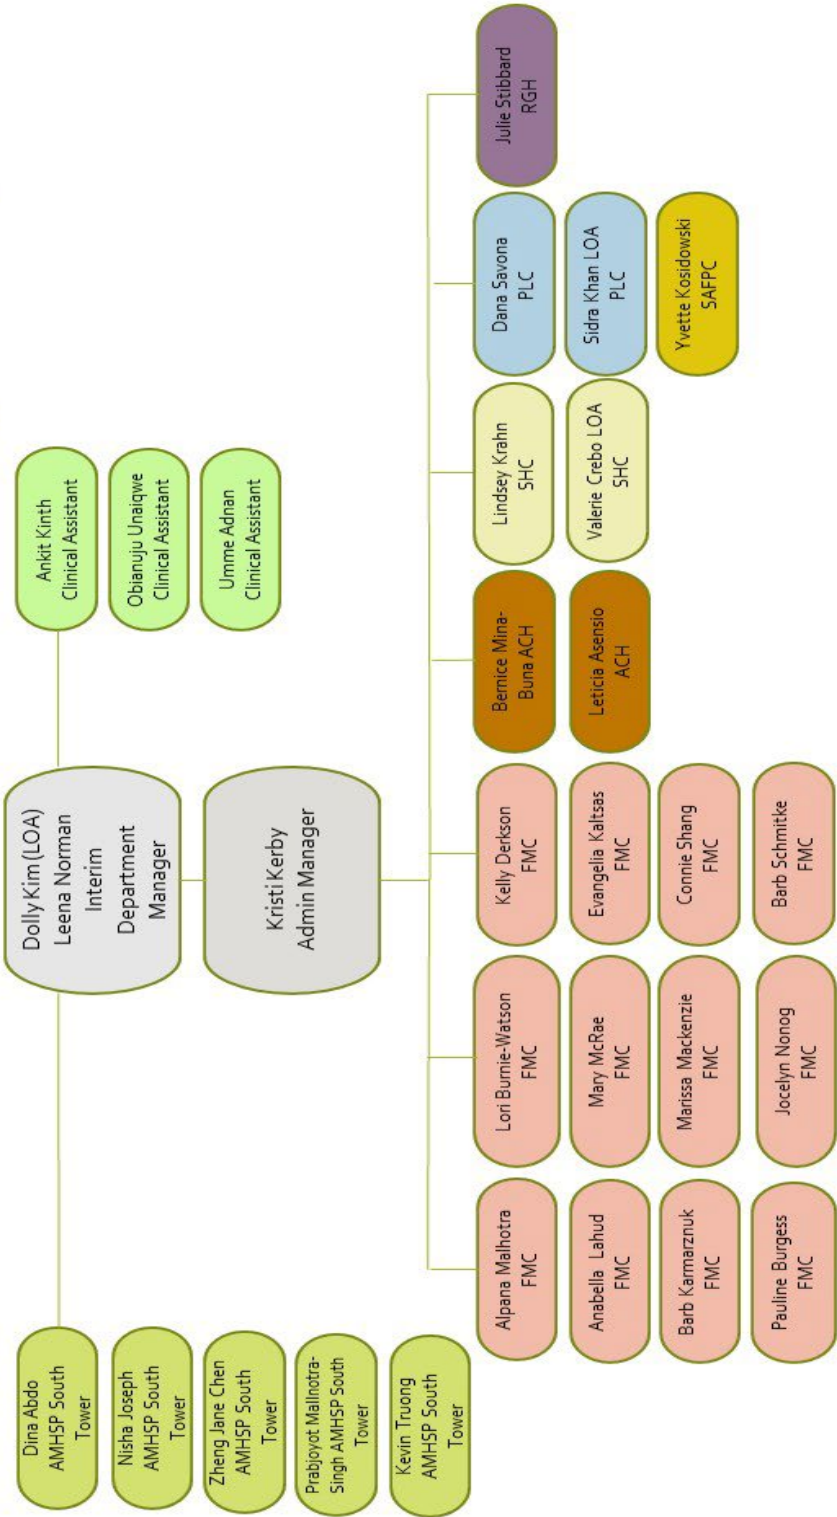 Dolly Kim (LOA)
Leena Norman
Interim
Department
Manager
Kristi Kerby
Admin Manager
Dina Abdo
AMHSP South
Tower
Nisha Joseph
AMHSP South
Tower
Zheng Jane Chen
AMHSP South
Tower
Prabjoyot Mallnotra-
Singh AMHSP South
Tower
Kevin Truong
AMHSP South
Tower
Ankit Kinth
Clinical Assistant
Obianuju Unaiqwe
Clinical Assistant
Umme Adnan
Clinical Assistant
Alpana Malhotra
FMC
Anabella Lahud
FMC
Barb Karmarznuk
FMC
Pauline Burgess
FMC
Lori Burnie-Watson
FMC
Mary McRae
FMC
Marissa Mackenzie
FMC
Jocelyn Nonog
FMC
Kelly Derkson
FMC
Evangelia Kaltsas
FMC
Connie Shang
FMC
Barb Schmitke
FMC
Bernice Mina-
Buna ACH
Leticia Asensio
ACH
Lindsey Krahn
SHC
Valerie Crebo LOA
SHC
Dana Savona
PLC
Sidra Khan LOA
PLC
Yvette Kosidowski
SAFPC
Julie Stibbard
RGH